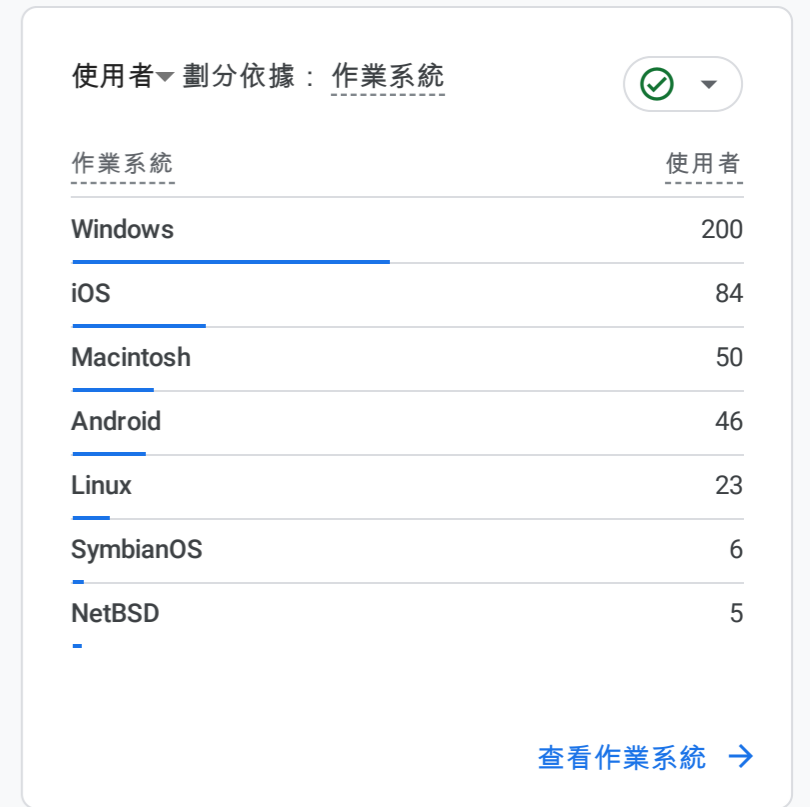 使用者 劃分依據： 作業系統
作業系統 使用者
Windows 200
iOS 84
Macintosh 50
Android 46
Linux 23
SymbianOS 6
NetBSD 5
查看作業系統 →